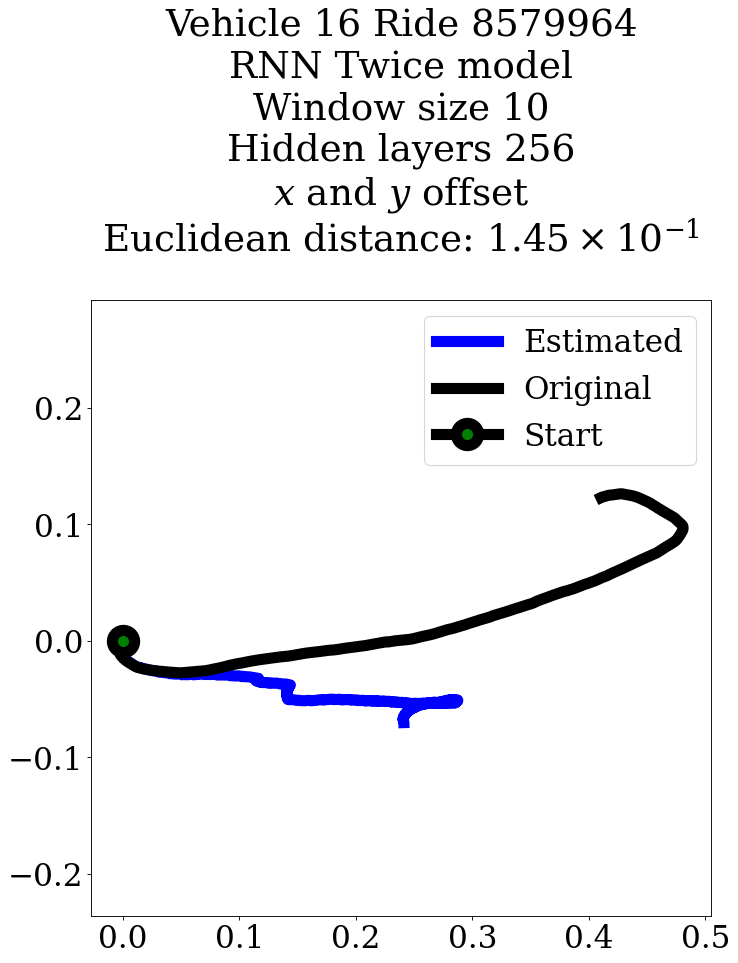 Vehicle 16 Ride 8579964
RNN Twice model
Window size 10
Hidden layers 256
x and y offset
Euclidean distance: 1.45 × 10⁻¹
Estimated
Original
Start
0.2
0.1
0.0
−0.1
−0.2
0.0 0.1 0.2 0.3 0.4 0.5